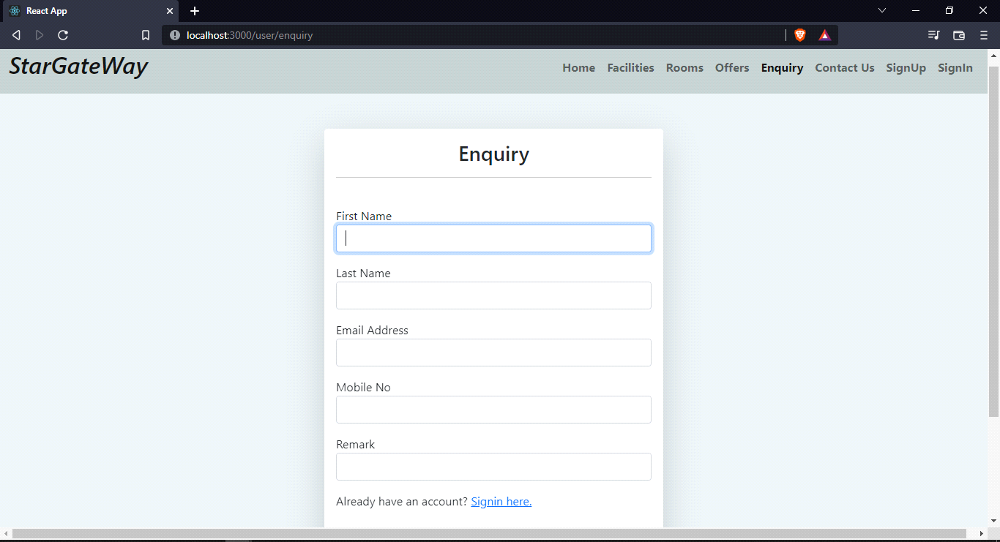 React App
localhost:3000/user/enquiry
StarGateWay
Home Facilities Rooms Offers Enquiry Contact Us SignUp SignIn
Enquiry
First Name
Last Name
Email Address
Mobile No
Remark
Already have an account? Signin here.